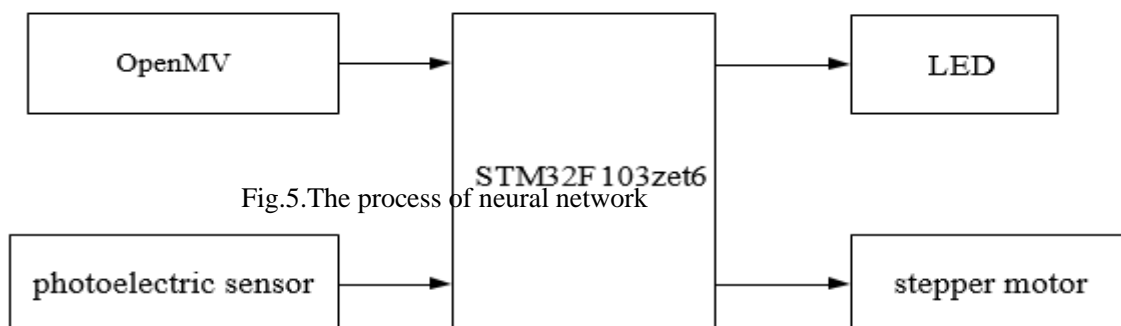 OpenMV
LED
STM32F103zet6
Fig.5.The process of neural network
photoelectric sensor
stepper motor